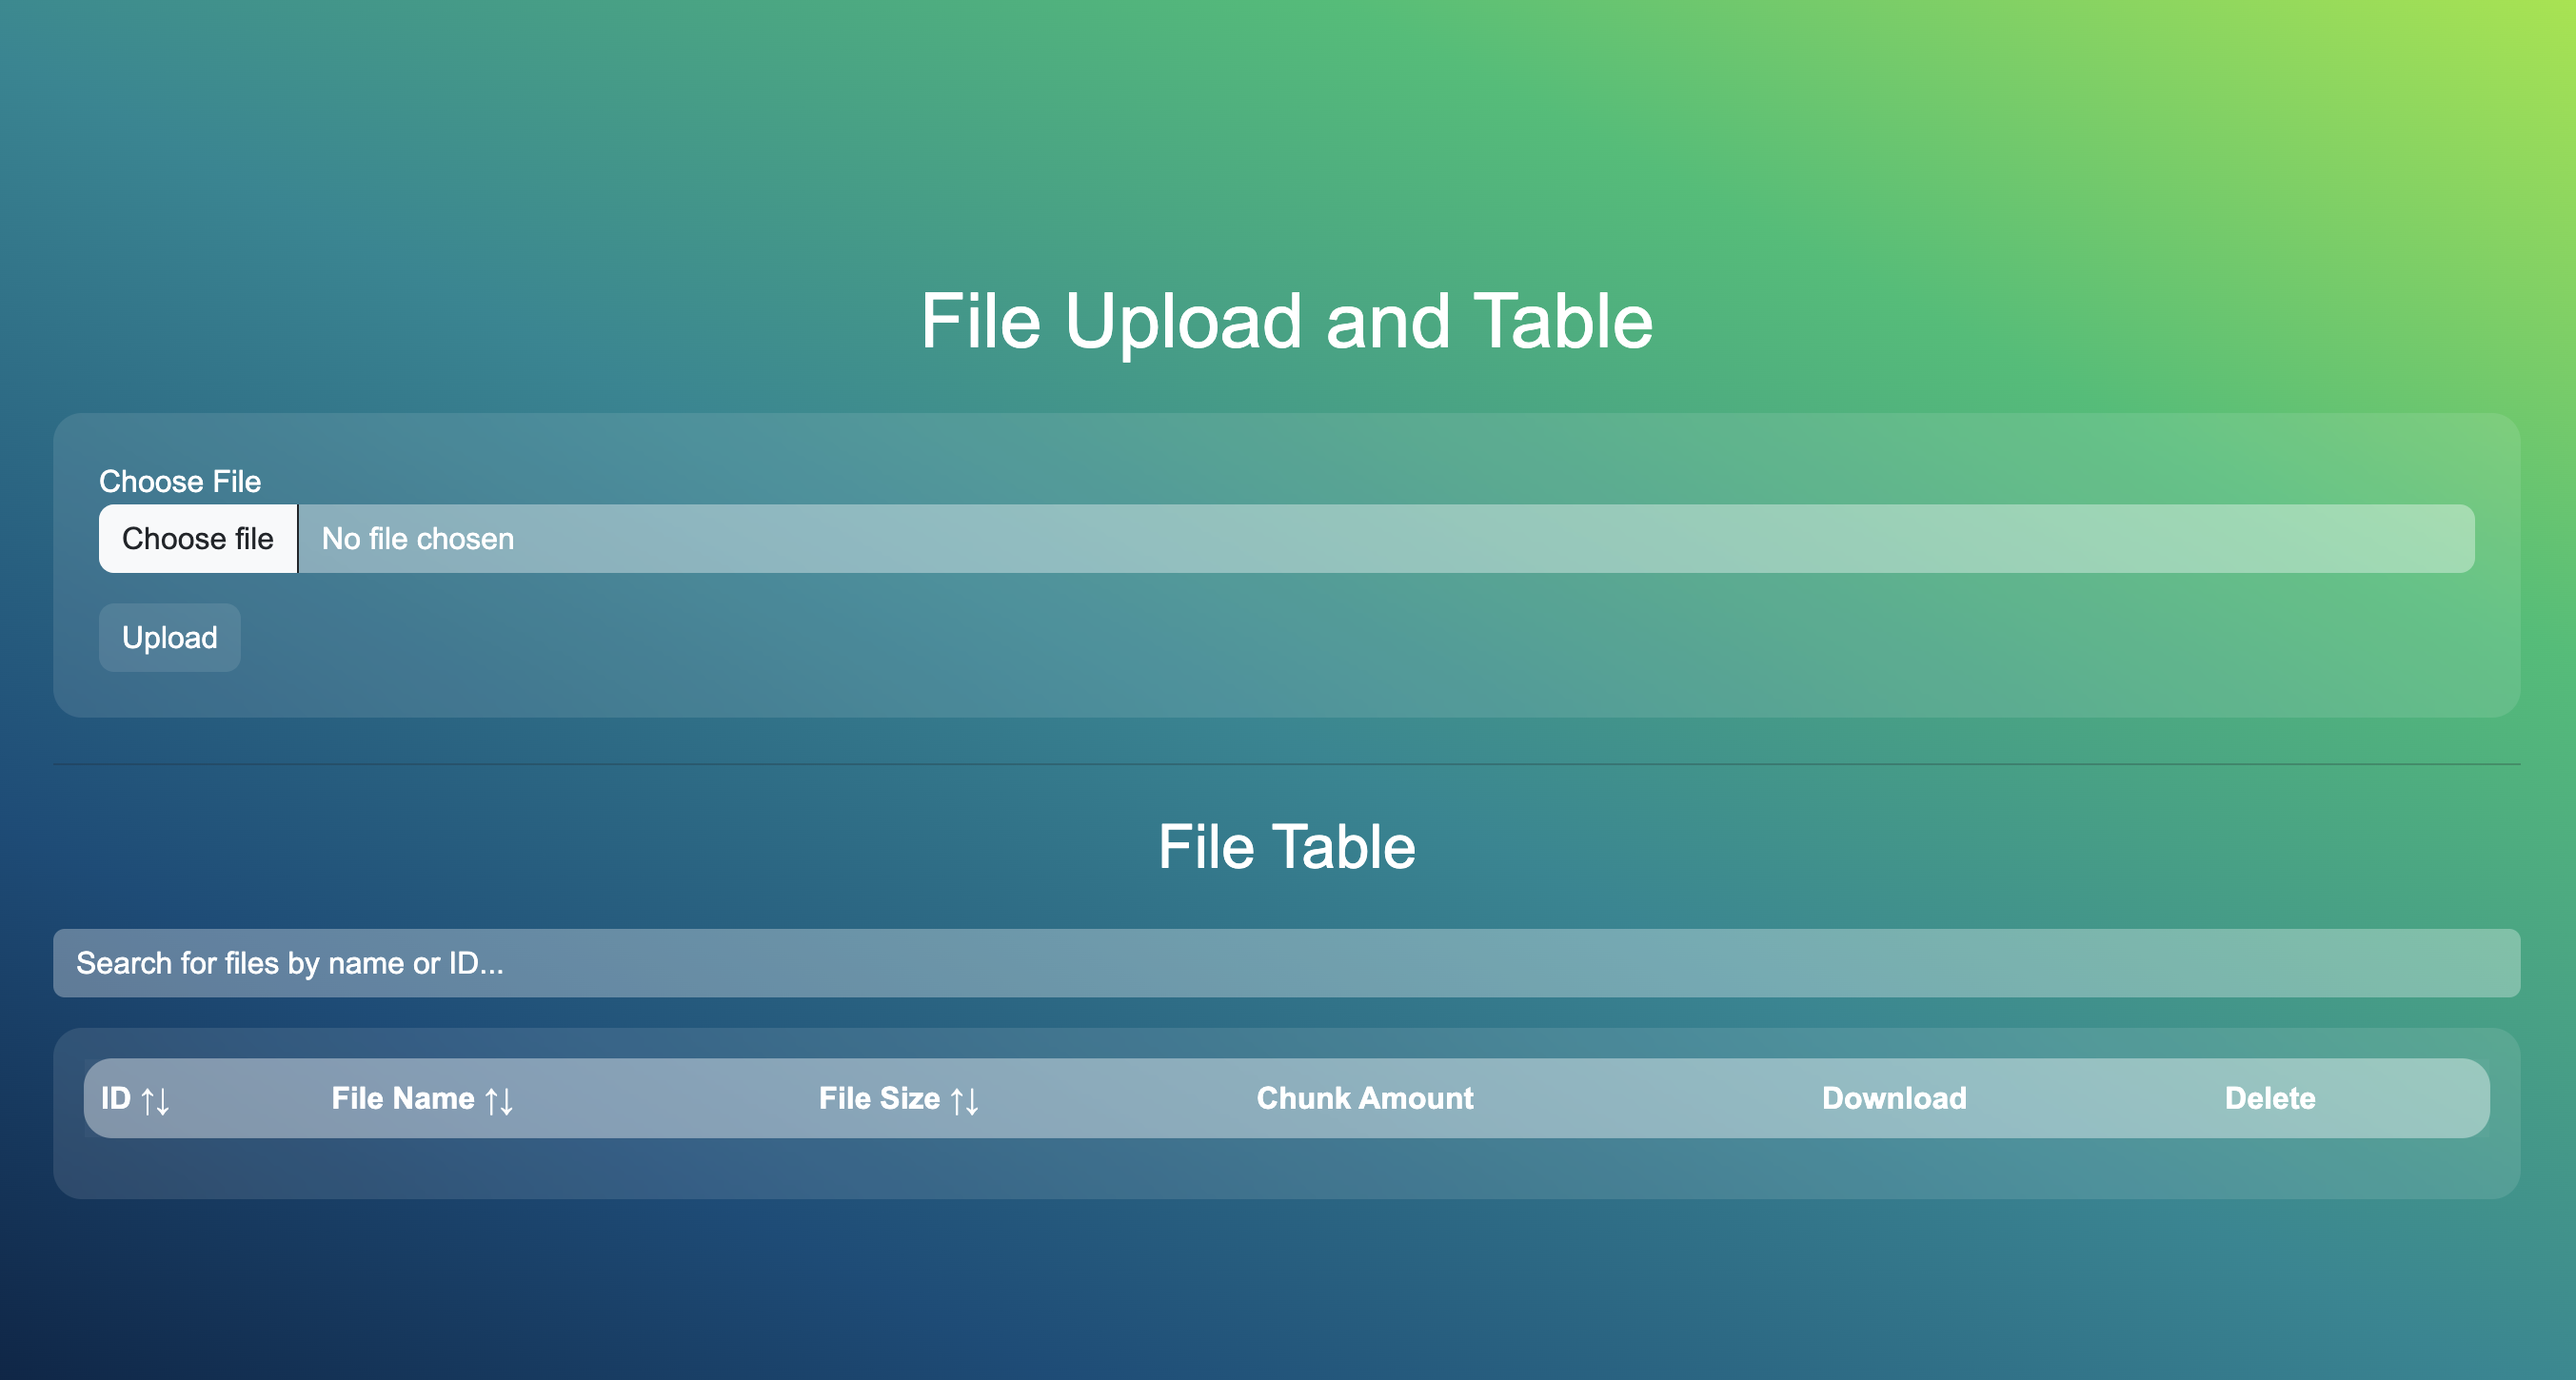 File Upload and Table
Choose File
Choose file No file chosen
Upload
File Table
Search for files by name or ID...
ID ↑↓ File Name ↑↓ File Size ↑↓ Chunk Amount Download Delete